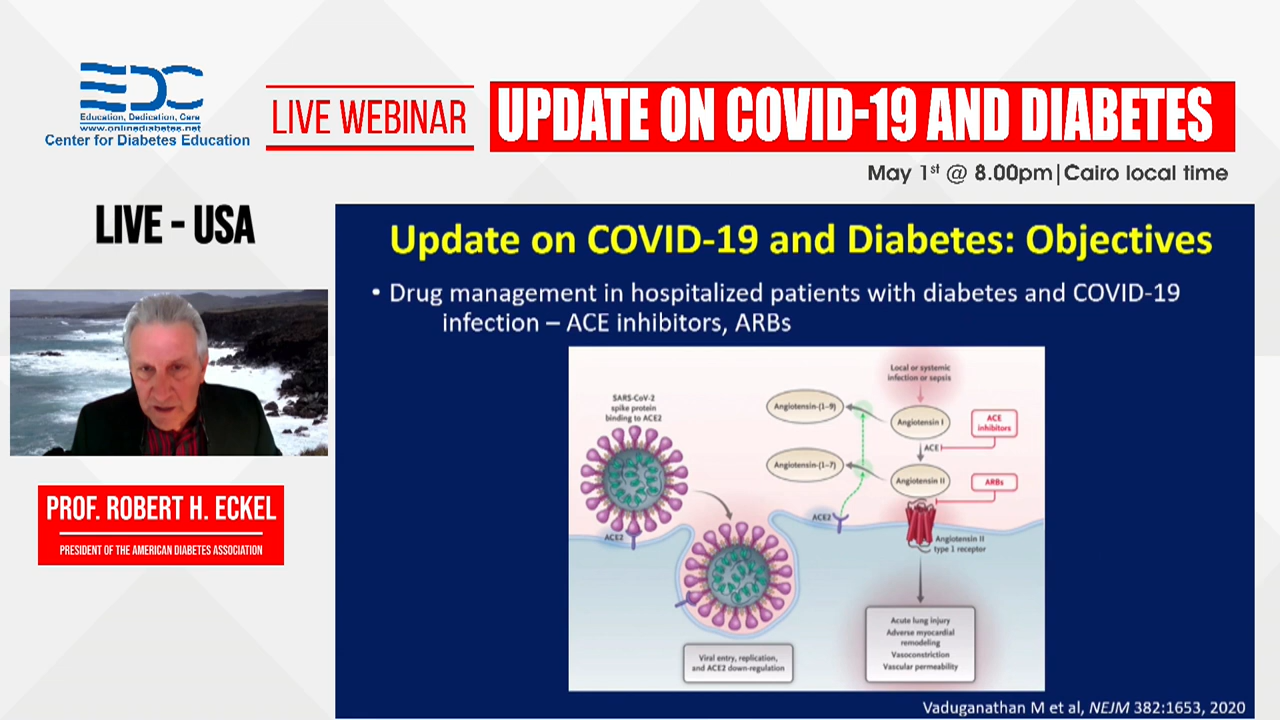 EDC
Education, Dedication, Care
www.onlinediabetes.net
Center for Diabetes Education
LIVE WEBINAR
UPDATE ON COVID-19 AND DIABETES
May 1st @ 8.00pm|Cairo local time
LIVE - USA
PROF. ROBERT H. ECKEL
PRESIDENT OF THE AMERICAN DIABETES ASSOCIATION
Update on COVID-19 and Diabetes: Objectives
• Drug management in hospitalized patients with diabetes and COVID-19
infection – ACE inhibitors, ARBs
SARS-CoV-2
spike protein
binding to ACE2
ACE2
Viral entry, replication,
and ACE2 down-regulation
Local or systemic
infection or sepsis
Angiotensin-(1–9)
Angiotensin I
ACE
inhibitors
ACE
Angiotensin-(1–7)
Angiotensin II
ARBs
ACE2
Angiotensin II
type 1 receptor
Acute lung injury
Adverse myocardial
remodeling
Vasoconstriction
Vascular permeability
Vaduganathan M et al, NEJM 382:1653, 2020